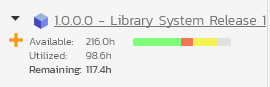 1.0.0.0 - Library System Release 1
Available: 216.0h
Utilized: 98.6h
Remaining: 117.4h